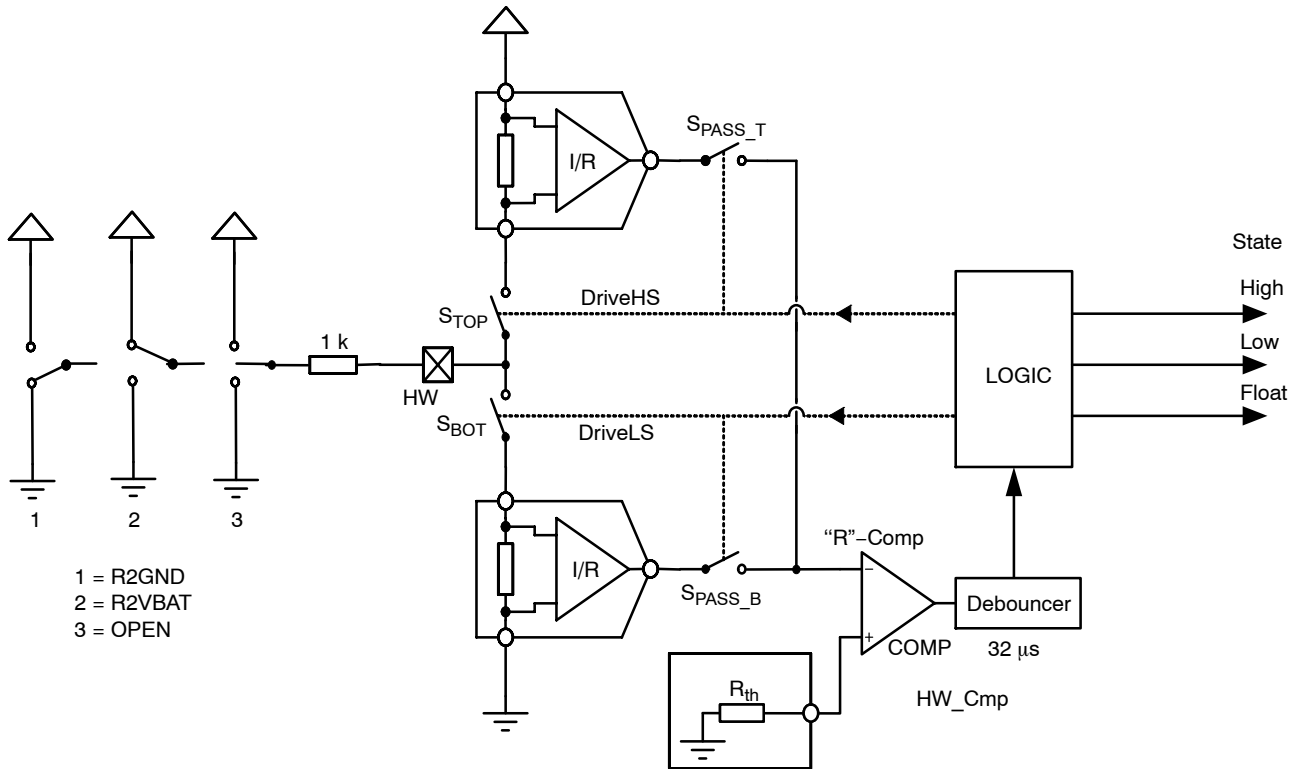 I/R
S_PASS_T
State
High
Low
Float
DriveHS
S_TOP
1 k
HW
LOGIC
S_BOT
DriveLS
1
2
3
1 = R2GND
2 = R2VBAT
3 = OPEN
I/R
S_PASS_B
“R”−Comp
−
+
COMP
Debouncer
32 μs
HW_Cmp
R_th